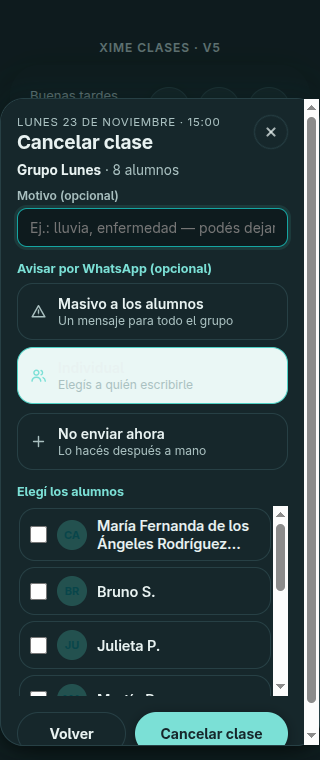 XIME CLASES · V5
Buenas tardes
LUNES 23 DE NOVIEMBRE · 15:00
Cancelar clase
Grupo Lunes · 8 alumnos
Motivo (opcional)
Ej.: lluvia, enfermedad — podés dejar
Avisar por WhatsApp (opcional)
Masivo a los alumnos
Un mensaje para todo el grupo
Individual
Elegís a quién escribirle
No enviar ahora
Lo hacés después a mano
Elegí los alumnos
CA
María Fernanda de los
Ángeles Rodríguez...
BR
Bruno S.
JU
Julieta P.
Volver
Cancelar clase